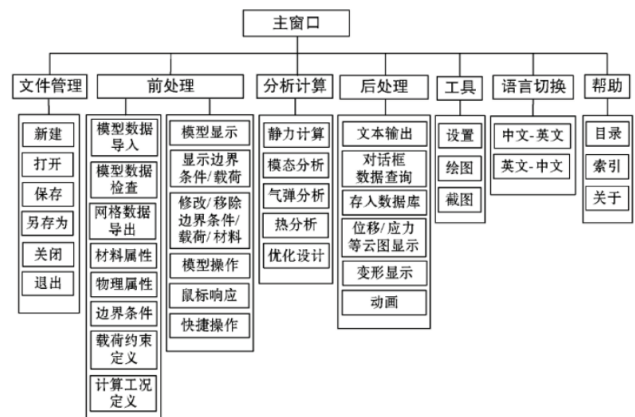 主窗口
文件管理
前处理
分析计算
后处理
工具
语言切换
帮助
新建
打开
保存
另存为
关闭
退出
模型数据
导入
模型数据
检查
网格数据
导出
材料属性
物理属性
边界条件
载荷约束
定义
计算工况
定义
模型显示
显示边界
条件/载荷
修改/移除
边界条件/
载荷/材料
模型操作
鼠标响应
快捷操作
静力计算
模态分析
气弹分析
热分析
优化设计
文本输出
对话框
数据查询
存入数据库
位移/应力
等云图显示
变形显示
动画
设置
绘图
截图
中文-英文
英文-中文
目录
索引
关于